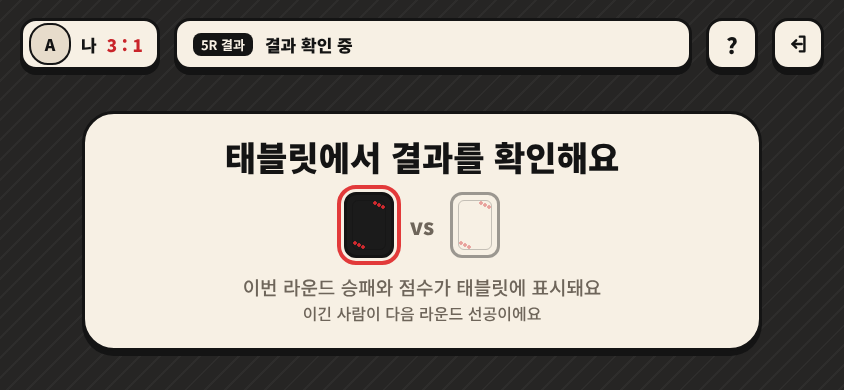 A 나 3 : 1
5R 결과 결과 확인 중
?
태블릿에서 결과를 확인해요
VS
이번 라운드 승패와 점수가 태블릿에 표시돼요
이긴 사람이 다음 라운드 선공이에요